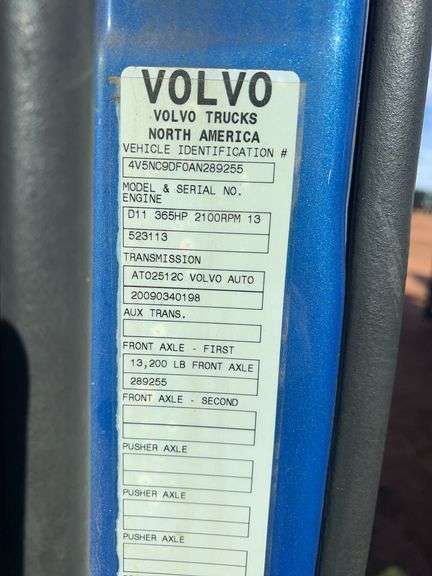 VOLVO
VOLVO TRUCKS
NORTH AMERICA
VEHICLE IDENTIFICATION #
4V5NC9DF0AN289255
MODEL & SERIAL NO.
ENGINE
D11 365HP 2100RPM 13
523113
TRANSMISSION
ATO2512C VOLVO AUTO
20090340198
AUX TRANS.
FRONT AXLE - FIRST
13,200 LB FRONT AXLE
289255
FRONT AXLE - SECOND
PUSHER AXLE
PUSHER AXLE
PUSHER AXLE